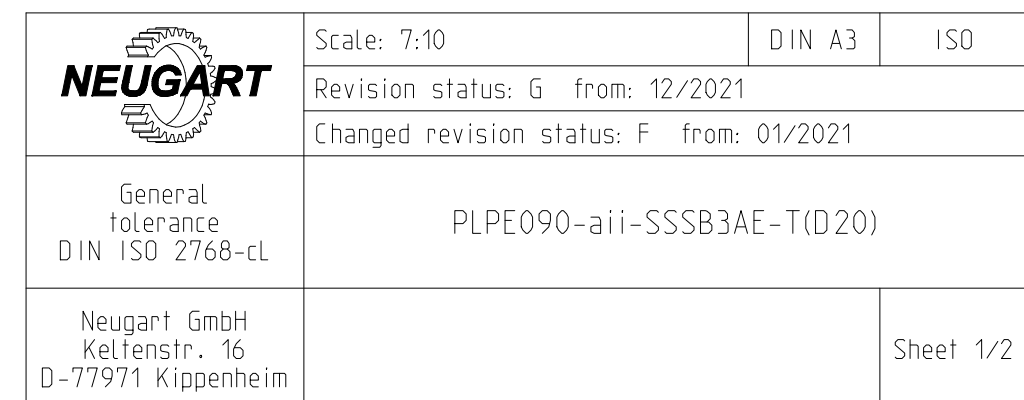 NEUGART
Scale: 7:10
DIN A3
ISO
Revision status: G from: 12/2021
Changed revision status: F from: 01/2021
General
tolerance
DIN ISO 2768-cL
PLPE090-aii-SSSB3AE-T(D20)
Neugart GmbH
Keltenstr. 16
D-77971 Kippenheim
Sheet 1/2